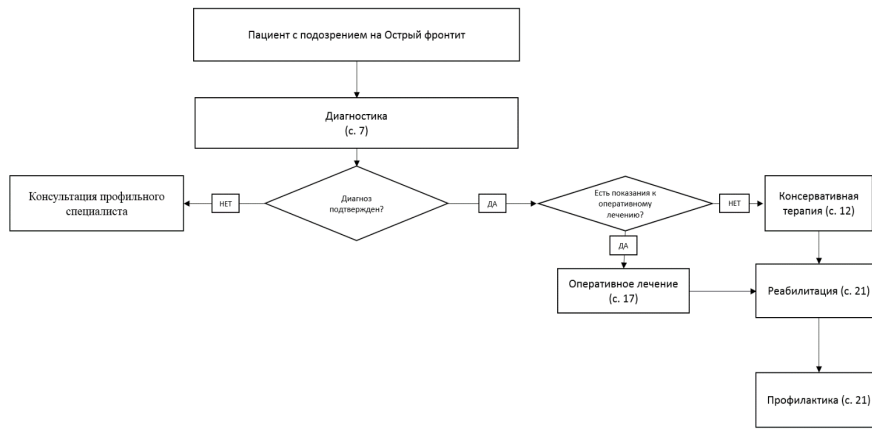 Пациент с подозрением на Острый фронтит
Диагностика
(с. 7)
Консультация профильного
специалиста
НЕТ
Диагноз
подтвержден?
ДА
Есть показания к
оперативному
лечению?
НЕТ
Консервативная
терапия (с. 12)
ДА
Оперативное лечение
(с. 17)
Реабилитация (с. 21)
Профилактика (с. 21)